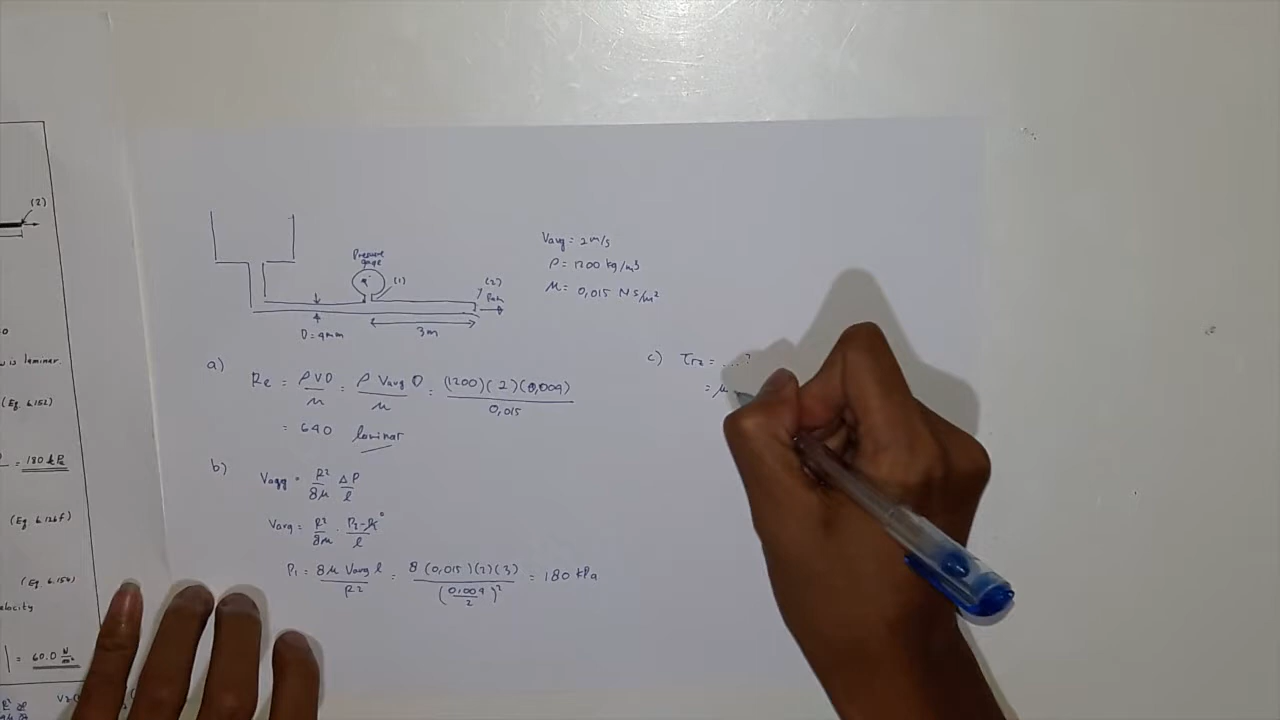 (2)
w is laminar.
(Eq. 6.152)
= 180 kPa
(Eq. 6.126f)
(Eq. 6.154)
elocity
= 60.0 N/m²
Pressure
gage
(1)
(2)
D = 4mm
3m
Vavg = 2 m/s
ρ = 1200 kg/m³
μ = 0,015 N s/m²
a)
Re = ρVD/μ = ρ Vavg D/μ = (1200)(2)(0,004)/0,015
= 640 laminar
b)
Vavg = R²/8μ ΔP/l
Vavg = R²/8μ · P1-P2⁰/l
P1 = 8μ Vavg l/R2 = 8(0,015)(2)(3)/(0,004/2)² = 180 kPa
c) τrz = ....?
= μ